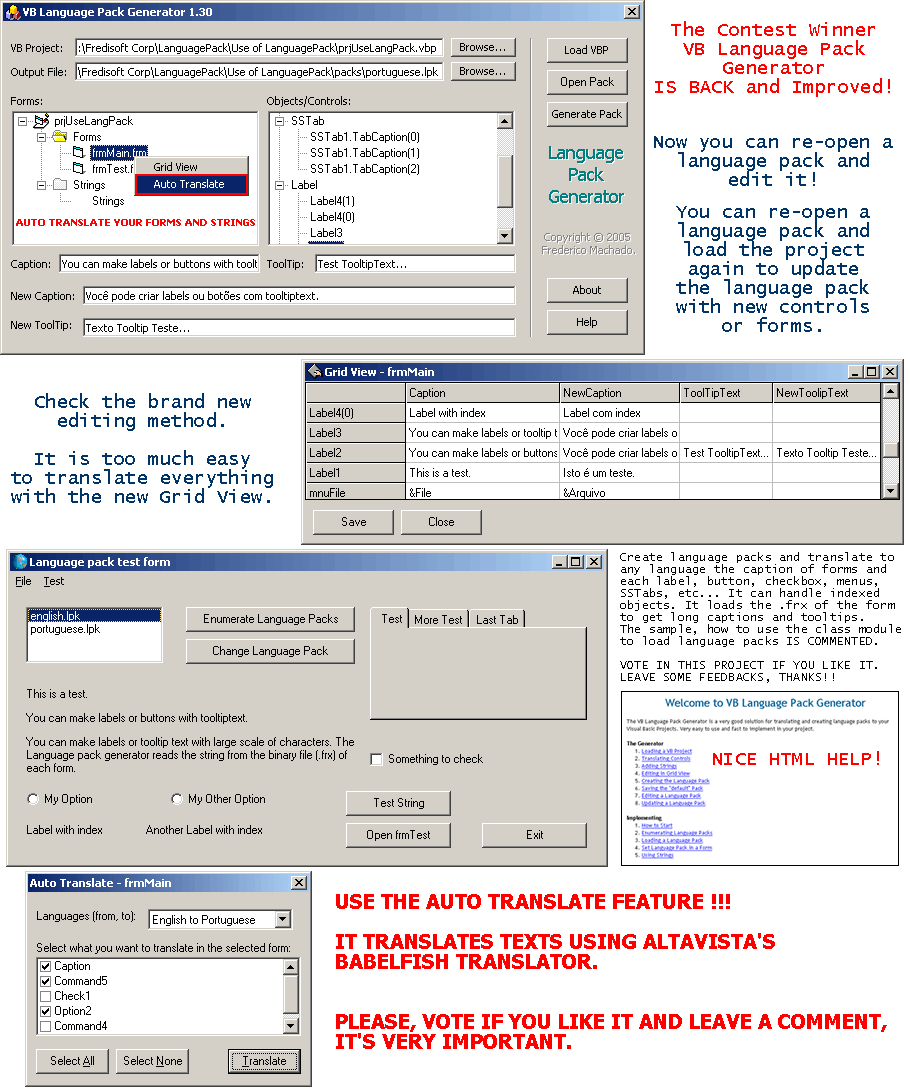 VB Language Pack Generator 1.30
VB Project: :\Fredisoft Corp\LanguagePack\Use of LanguagePack\prjUseLangPack.vbp Browse...
Output File: \Fredisoft Corp\LanguagePack\Use of LanguagePack\packs\portuguese.lpk Browse...
Forms:
prjUseLangPack
Forms
frmMain.frm
frmTest.f
Strings
Strings
Grid View
Auto Translate
AUTO TRANSLATE YOUR FORMS AND STRINGS
Objects/Controls:
SSTab
SSTab1.TabCaption(0)
SSTab1.TabCaption(1)
SSTab1.TabCaption(2)
Label
Label4(1)
Label4(0)
Label3
Caption: You can make labels or buttons with toolt ToolTip: Test TooltipText...
New Caption: Você pode criar labels ou botões com tooltiptext.
New ToolTip: Texto Tooltip Teste...
Load VBP
Open Pack
Generate Pack
Language
Pack
Generator
Copyright © 2005
Frederico Machado.
About
Help
The Contest Winner
VB Language Pack
Generator
IS BACK and Improved!
Now you can re-open a
language pack and
edit it!
You can re-open a
language pack and
load the project
again to update
the language pack
with new controls
or forms.
Check the brand new
editing method.
It is too much easy
to translate everything
with the new Grid View.
Grid View - frmMain
Caption NewCaption ToolTipText NewToolipText
Label4(0) Label with index Label com index
Label3 You can make labels or tooltip t Você pode criar labels o
Label2 You can make labels or buttons Você pode criar labels o Test TooltipText... Texto Tooltip Teste...
Label1 This is a test. Isto é um teste.
mnuFile &File &Arquivo
Save Close
Language pack test form
File Test
english.lpk
portuguese.lpk
Enumerate Language Packs
Change Language Pack
Test More Test Last Tab
This is a test.
You can make labels or buttons with tooltiptext.
You can make labels or tooltip text with large scale of characters. The
Language pack generator reads the string from the binary file (.frx) of
each form.
Something to check
My Option My Other Option
Test String
Label with index Another Label with index
Open frmTest Exit
Create language packs and translate to
any language the caption of forms and
each label, button, checkbox, menus,
SSTabs, etc... It can handle indexed
objects. It loads the .frx of the form
to get long captions and tooltips.
The sample, how to use the class module
to load language packs IS COMMENTED.
VOTE IN THIS PROJECT IF YOU LIKE IT.
LEAVE SOME FEEDBACKS, THANKS!!
Welcome to VB Language Pack Generator
The VB Language Pack Generator is a very good solution for translating and creating language packs to your
Visual Basic Projects. Very easy to use and fast to implement in your project.
The Generator
1. Loading a VB Project
2. Translating Controls
3. Adding Strings
4. Editing in Grid View
5. Creating the Language Pack
6. Saving the "default" Pack
7. Editing a Language Pack
8. Updating a Language Pack
NICE HTML HELP!
Implementing
1. How to Start
2. Enumerating Language Packs
3. Loading a Language Pack
4. Set Language Pack in a Form
5. Using Strings
Auto Translate - frmMain
Languages (from, to): English to Portuguese
Select what you want to translate in the selected form:
Caption
Command5
Check1
Option2
Command4
Select All Select None Translate
USE THE AUTO TRANSLATE FEATURE !!!
IT TRANSLATES TEXTS USING ALTAVISTA'S
BABELFISH TRANSLATOR.
PLEASE, VOTE IF YOU LIKE IT AND LEAVE A COMMENT,
IT'S VERY IMPORTANT.